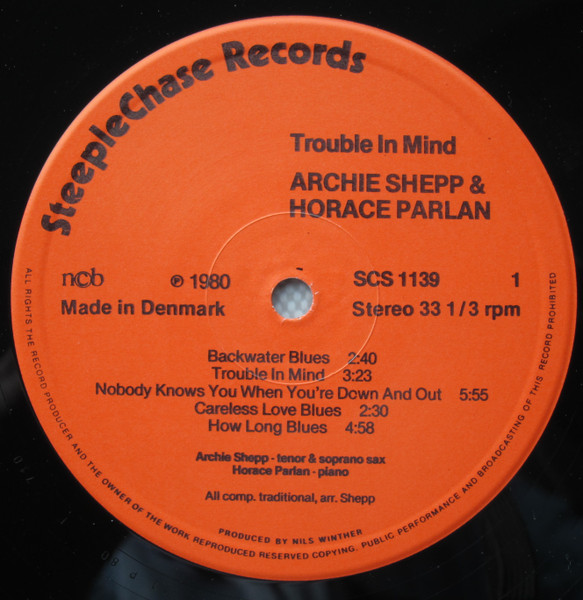 SteepleChase Records
Trouble In Mind
ARCHIE SHEPP &
HORACE PARLAN
ncb ℗ 1980 SCS 1139 1
Made in Denmark Stereo 33 1/3 rpm
Backwater Blues 2:40
Trouble In Mind 3:23
Nobody Knows You When You're Down And Out 5:55
Careless Love Blues 2:30
How Long Blues 4:58
Archie Shepp - tenor & soprano sax
Horace Parlan - piano
All comp. traditional, arr. Shepp
PRODUCED BY NILS WINTHER
ALL RIGHTS THE RECORD PRODUCER AND THE OWNER OF THE WORK REPRODUCED RESERVED COPYING. PUBLIC PERFORMANCE AND BROADCASTING OF THIS RECORD PROHIBITED